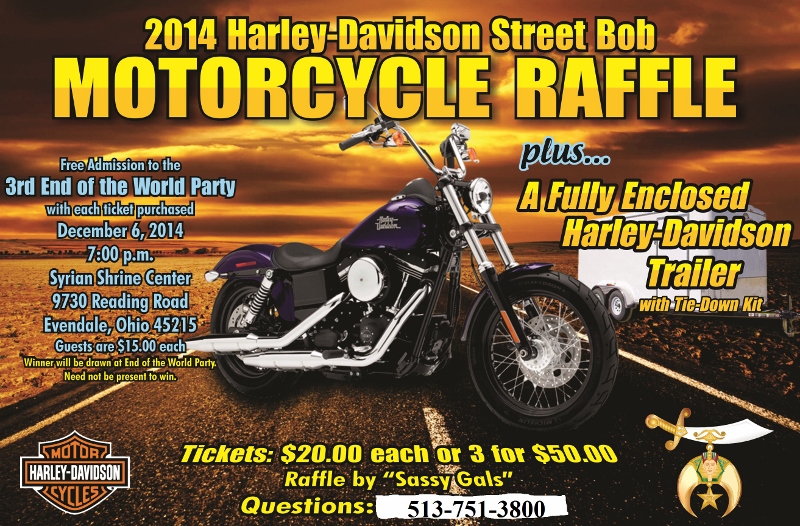 2014 Harley-Davidson Street Bob
MOTORCYCLE RAFFLE
plus...
A Fully Enclosed
Harley-Davidson
Trailer
with Tie-Down Kit
Free Admission to the
3rd End of the World Party
with each ticket purchased
December 6, 2014
7:00 p.m.
Syrian Shrine Center
9730 Reading Road
Evendale, Ohio 45215
Guests are $15.00 each
Winner will be drawn at End of the World Party.
Need not be present to win.
Harley-
Davidson
Tickets: $20.00 each or 3 for $50.00
Raffle by “Sassy Gals”
Questions: 513-751-3800
MOTOR
HARLEY-DAVIDSON
CYCLES